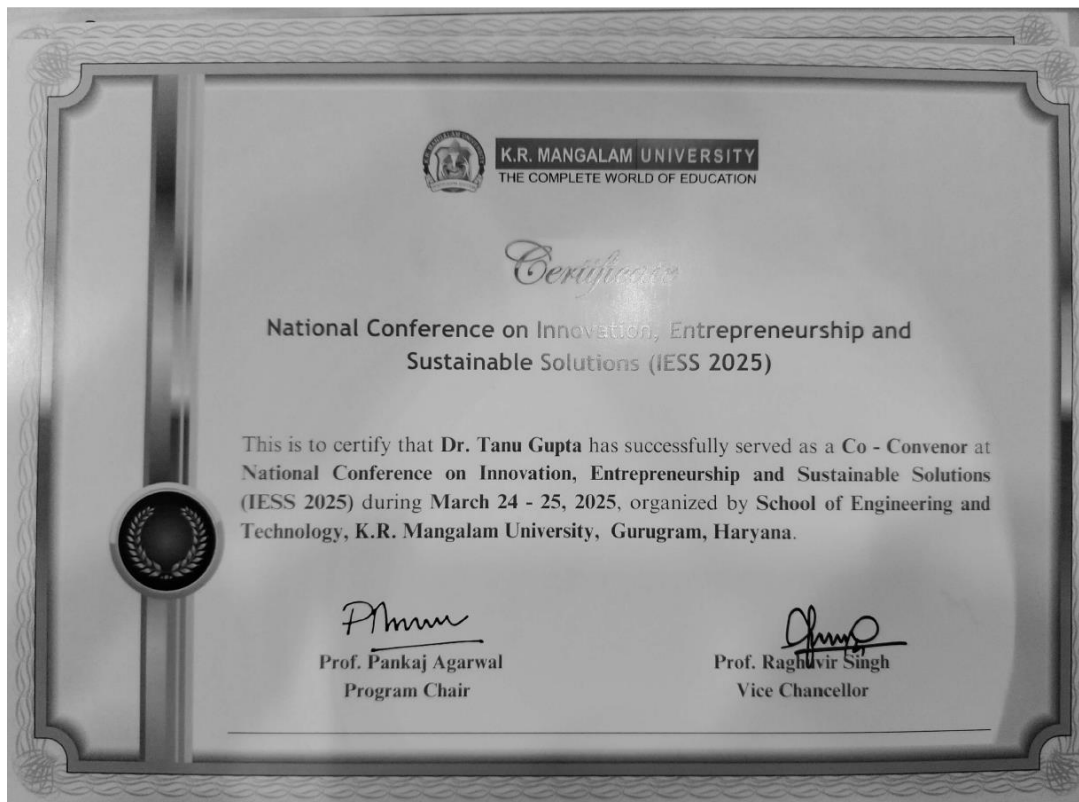 K.R. MANGALAM UNIVERSITY
THE COMPLETE WORLD OF EDUCATION
Certificate
National Conference on Innovation, Entrepreneurship and
Sustainable Solutions (IESS 2025)
This is to certify that Dr. Tanu Gupta has successfully served as a Co - Convenor at
National Conference on Innovation, Entrepreneurship and Sustainable Solutions
(IESS 2025) during March 24 - 25, 2025, organized by School of Engineering and
Technology, K.R. Mangalam University, Gurugram, Haryana.
Prof. Pankaj Agarwal
Prof. Raghuvir Singh
Program Chair
Vice Chancellor